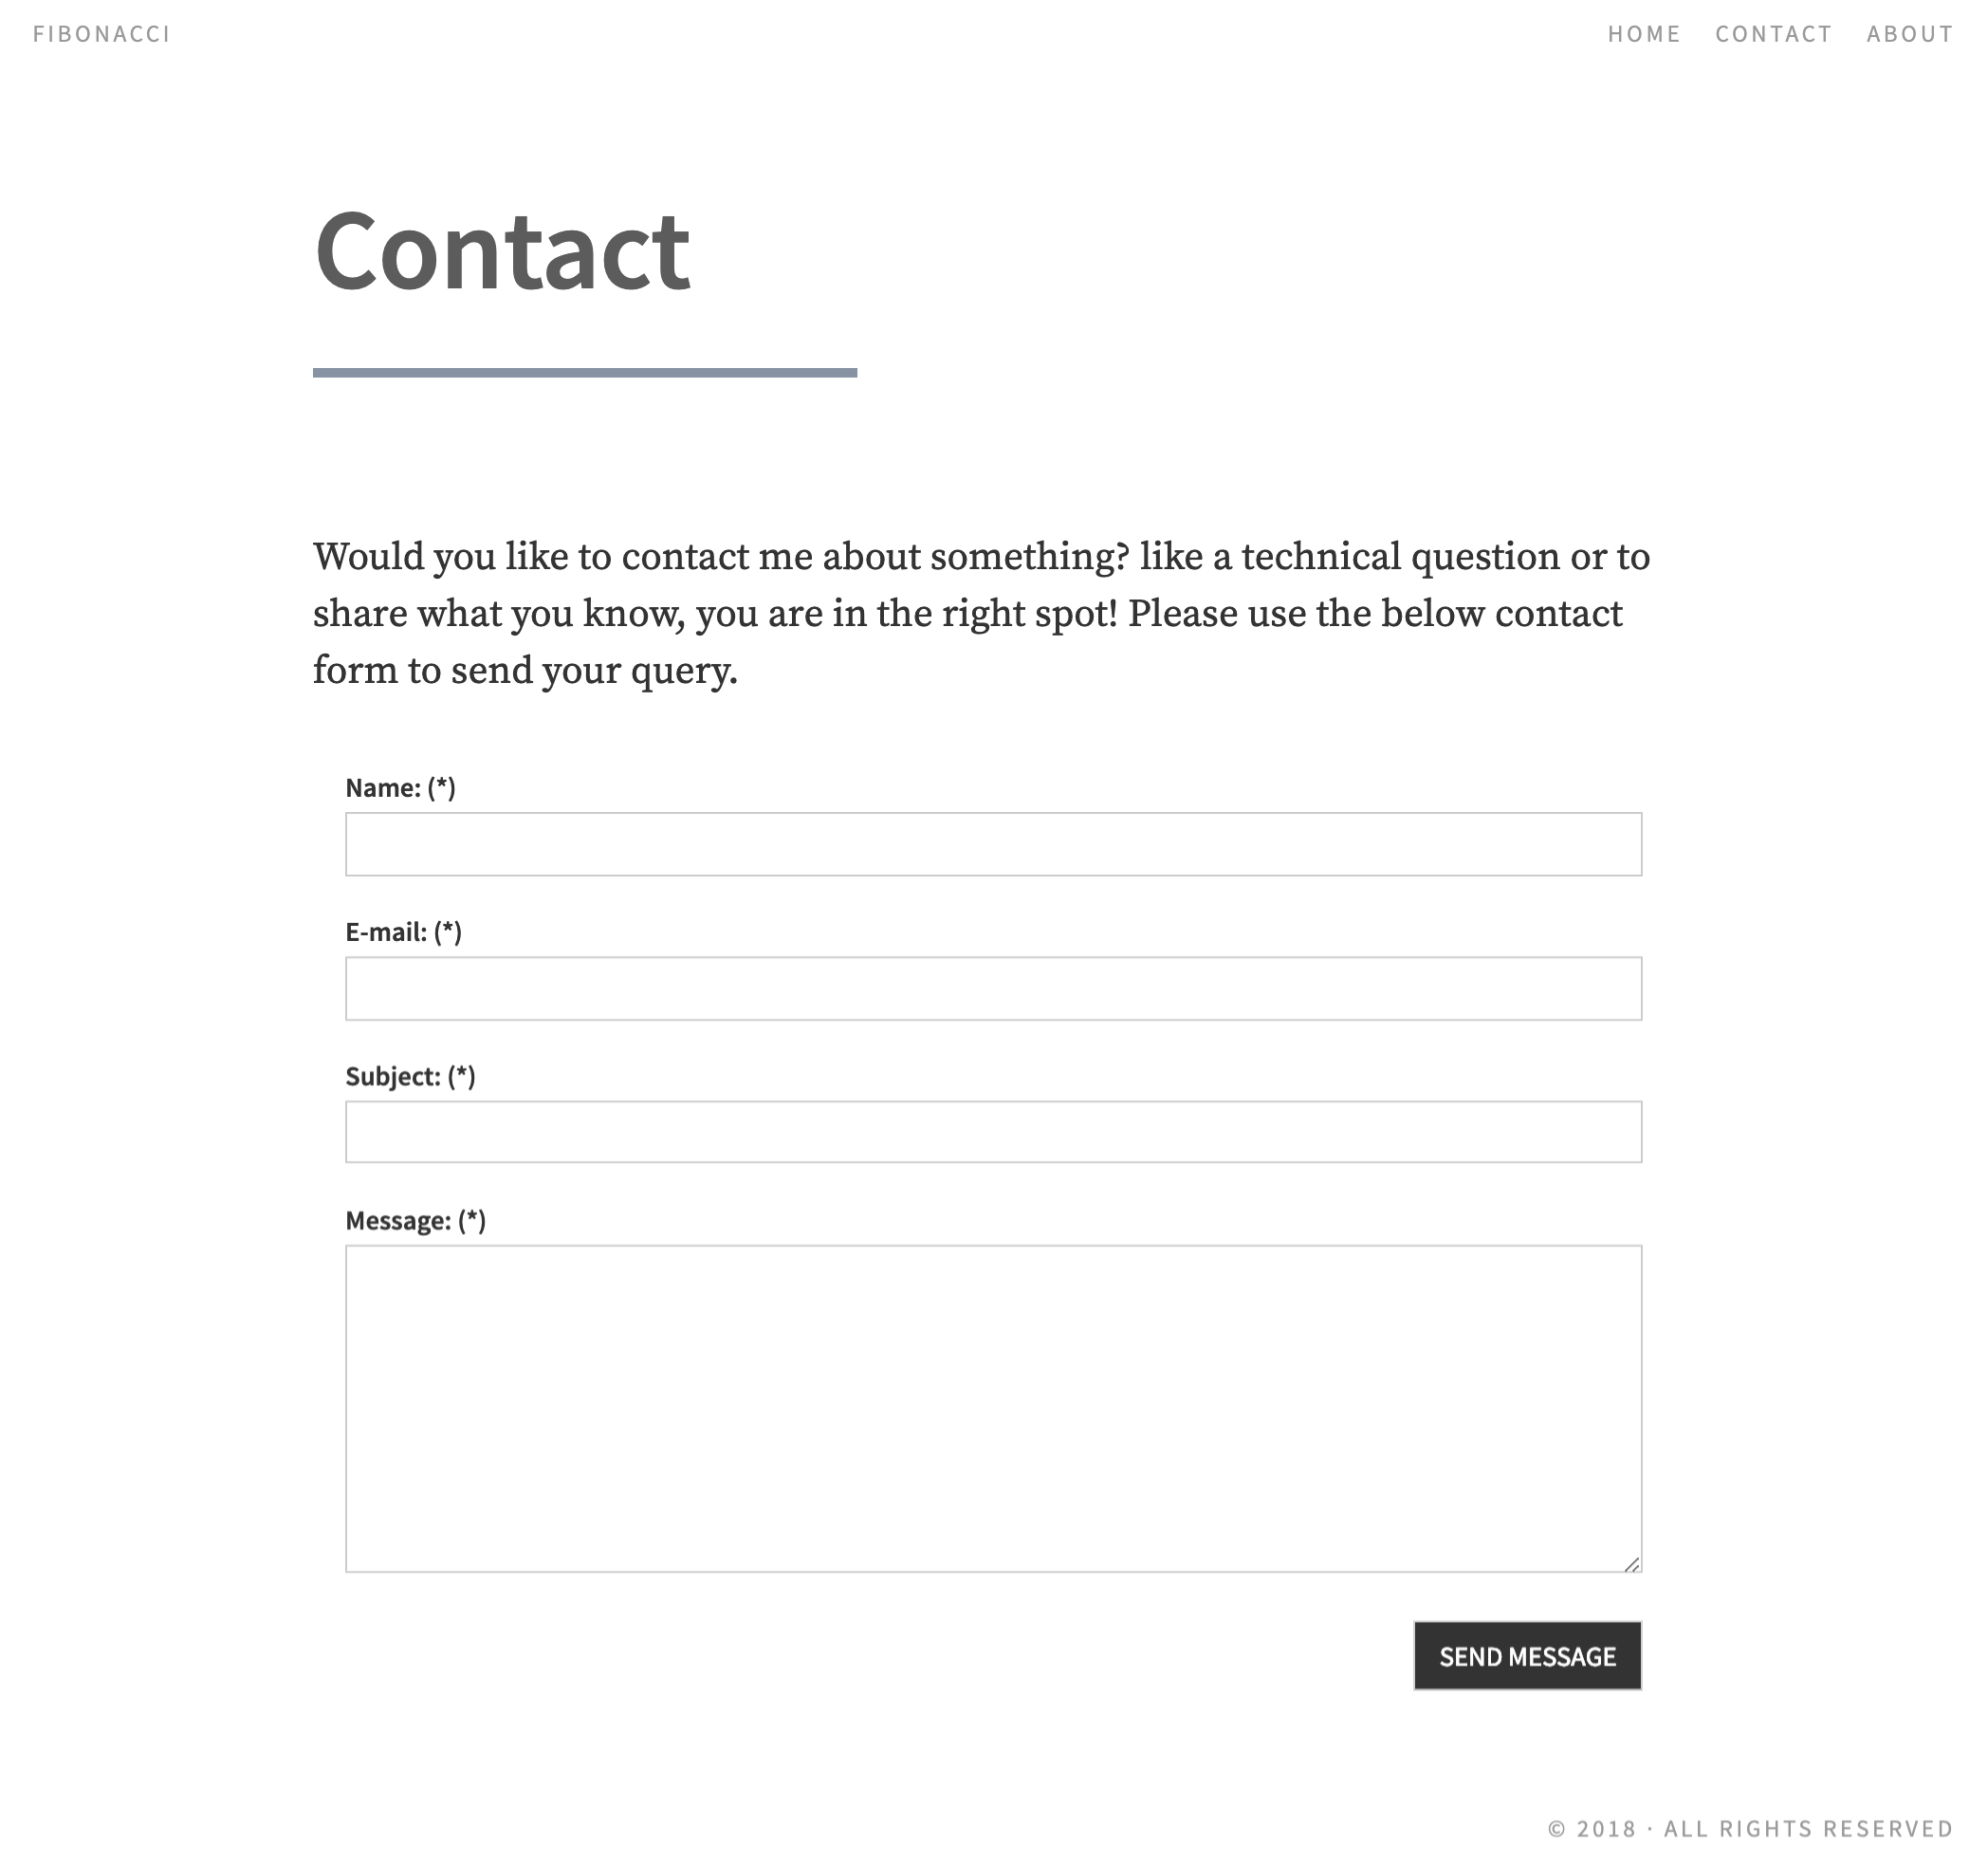 FIBONACCI
HOME CONTACT ABOUT
Contact
Would you like to contact me about something? like a technical question or to
share what you know, you are in the right spot! Please use the below contact
form to send your query.
Name: (*)
E-mail: (*)
Subject: (*)
Message: (*)
SEND MESSAGE
© 2018 · ALL RIGHTS RESERVED